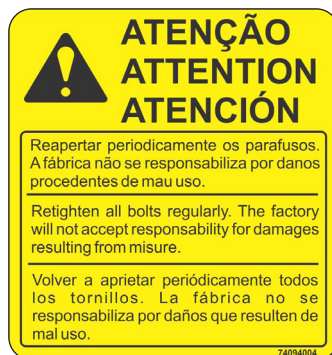 ATENÇÃO
ATTENTION
ATENCIÓN
Reapertar periodicamente os parafusos.
A fábrica não se responsabiliza por danos
procedentes de mau uso.
Retighten all bolts regularly. The factory
will not accept responsability for damages
resulting from misure.
Volver a aprietar periódicamente todos
los tornillos. La fábrica no se
responsabiliza por daños que resulten de
mal uso.
74094004